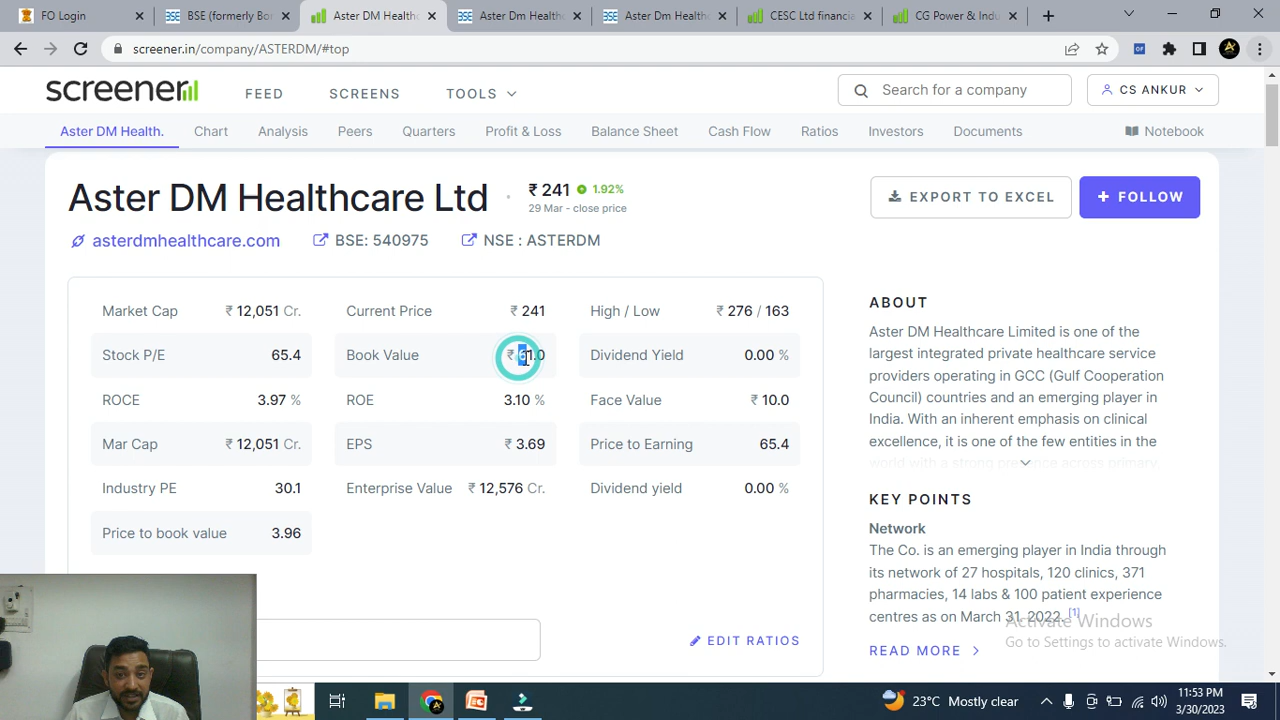 FO Login
BSE (formerly Bor
Aster DM Health
Aster Dm Health
Aster Dm Health
CESC Ltd financia
CG Power & Indu
screener.in/company/ASTERDM/#top
screener
FEED
SCREENS
TOOLS
Search for a company
CS ANKUR
Aster DM Health.
Chart
Analysis
Peers
Quarters
Profit & Loss
Balance Sheet
Cash Flow
Ratios
Investors
Documents
Notebook
Aster DM Healthcare Ltd
₹ 241 1.92%
29 Mar - close price
EXPORT TO EXCEL
+ FOLLOW
asterdmhealthcare.com
BSE: 540975
NSE : ASTERDM
Market Cap ₹ 12,051 Cr.
Current Price ₹ 241
High / Low ₹ 276 / 163
Stock P/E 65.4
Book Value ₹
Dividend Yield 0.00 %
ROCE 3.97 %
ROE 3.10 %
Face Value ₹ 10.0
Mar Cap ₹ 12,051 Cr.
EPS ₹ 3.69
Price to Earning 65.4
Industry PE 30.1
Enterprise Value ₹ 12,576 Cr.
Dividend yield 0.00 %
Price to book value 3.96
EDIT RATIOS
ABOUT
Aster DM Healthcare Limited is one of the
largest integrated private healthcare service
providers operating in GCC (Gulf Cooperation
Council) countries and an emerging player in
India. With an inherent emphasis on clinical
excellence, it is one of the few entities in the
world with a strong presence across primary,
KEY POINTS
Network
The Co. is an emerging player in India through
its network of 27 hospitals, 120 clinics, 371
pharmacies, 14 labs & 100 patient experience
centres as on March 31, 2022. [1]
READ MORE
Activate Windows
Go to Settings to activate Windows.
23°C Mostly clear
11:53 PM
3/30/2023